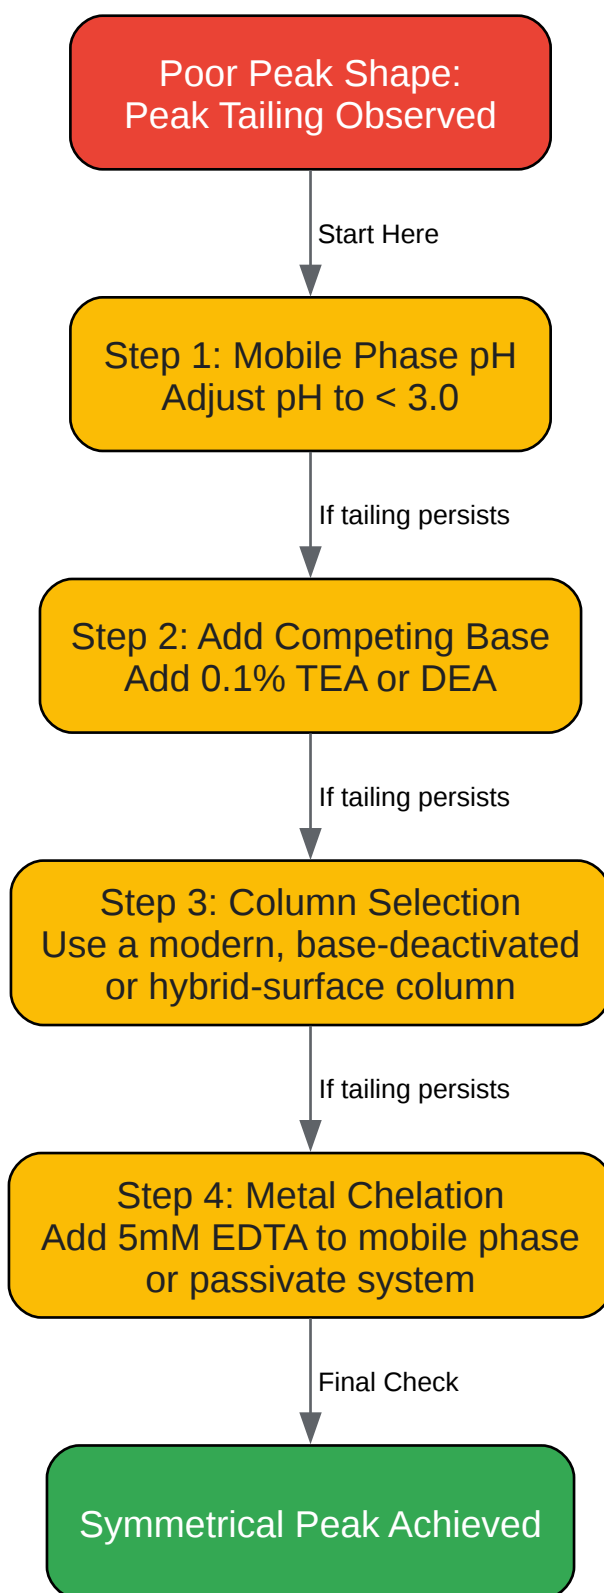 Poor Peak Shape:
Peak Tailing Observed
Start Here
Step 1: Mobile Phase pH
Adjust pH to < 3.0
If tailing persists
Step 2: Add Competing Base
Add 0.1% TEA or DEA
If tailing persists
Step 3: Column Selection
Use a modern, base-deactivated
or hybrid-surface column
If tailing persists
Step 4: Metal Chelation
Add 5mM EDTA to mobile phase
or passivate system
Final Check
Symmetrical Peak Achieved